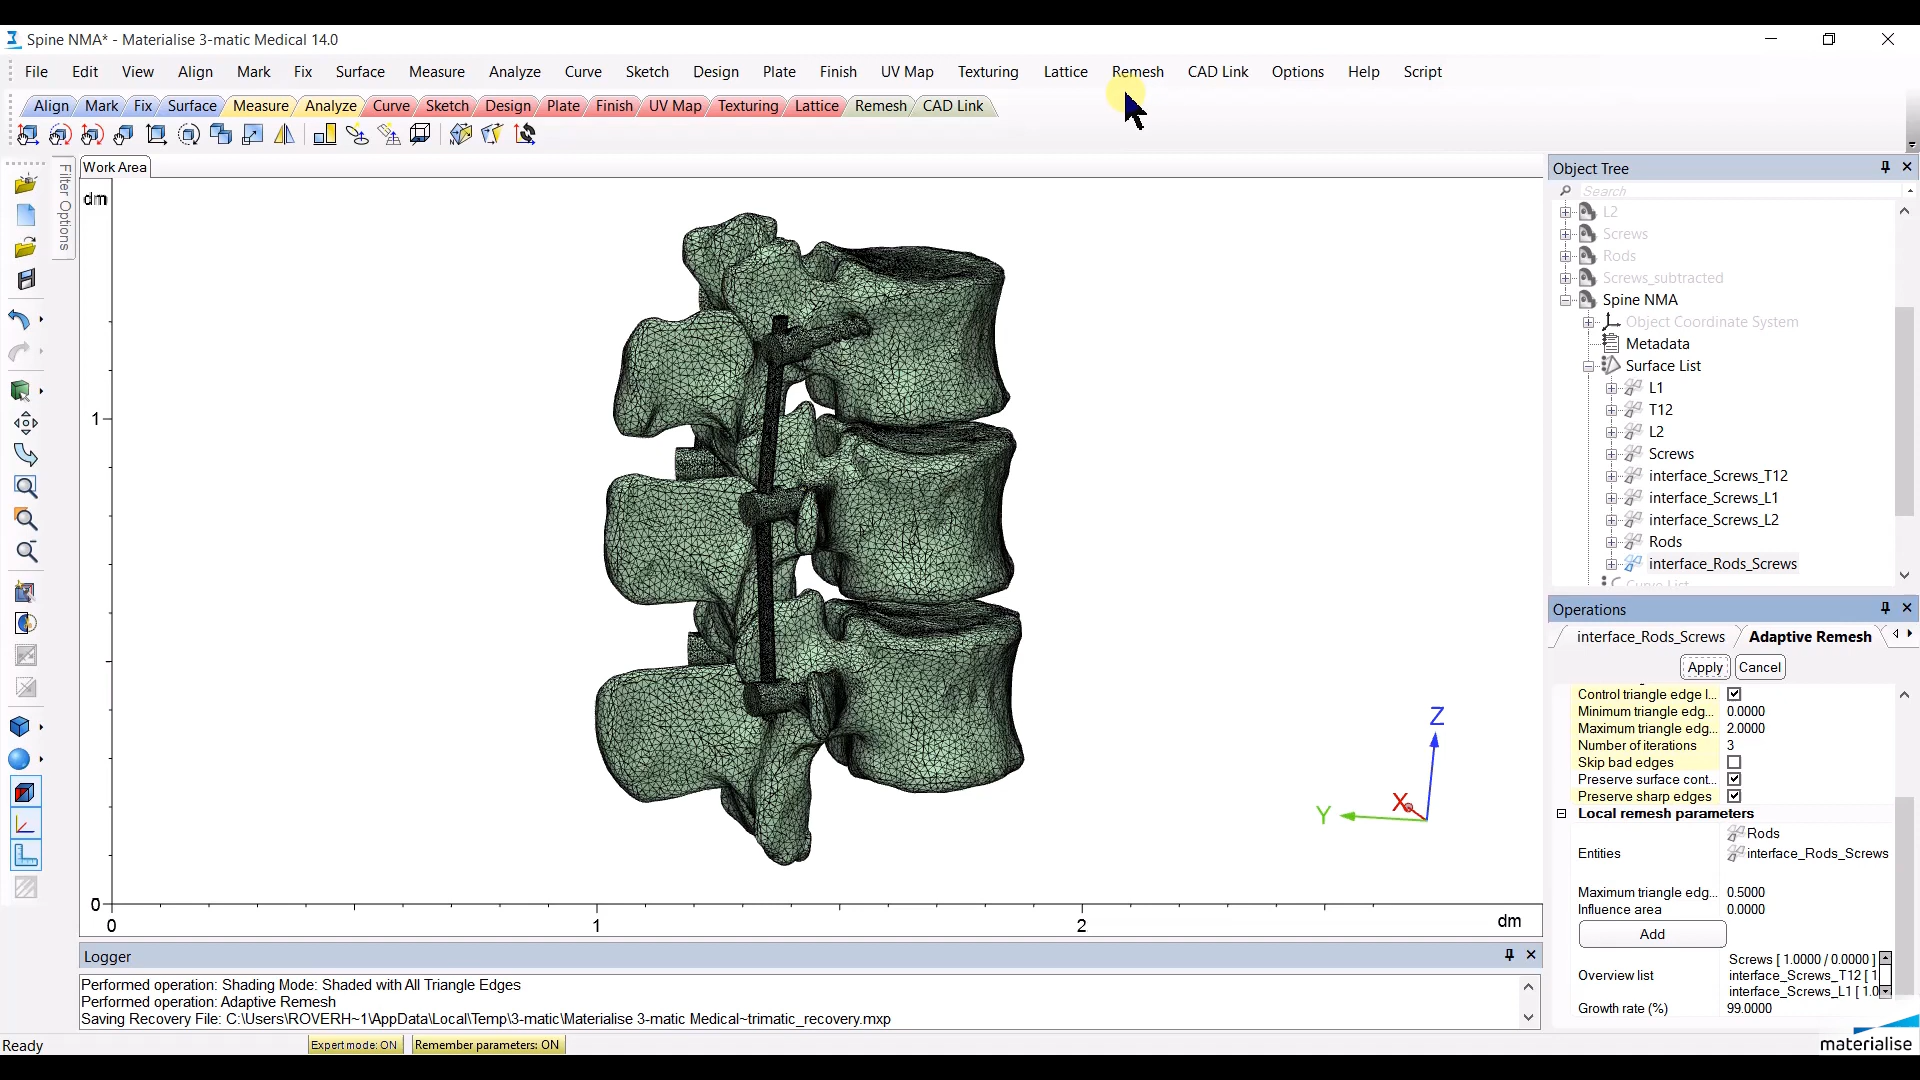 Spine NMA* - Materialise 3-matic Medical 14.0
File Edit View Align Mark Fix Surface Measure Analyze Curve Sketch Design Plate Finish UV Map Texturing Lattice Remesh CAD Link Options Help Script
Align Mark Fix Surface Measure Analyze Curve Sketch Design Plate Finish UV Map Texturing Lattice Remesh CAD Link
Filter Options
Work Area
dm
1
0
0 1 2 dm
Z
X
Y
Object Tree
Search
L2
Screws
Rods
Screws_subtracted
Spine NMA
Object Coordinate System
Metadata
Surface List
L1
T12
L2
Screws
interface_Screws_T12
interface_Screws_L1
interface_Screws_L2
Rods
interface_Rods_Screws
Operations
interface_Rods_Screws Adaptive Remesh
Apply Cancel
Control triangle edge l...
Minimum triangle edg... 0.0000
Maximum triangle edg... 2.0000
Number of iterations 3
Skip bad edges
Preserve surface cont...
Preserve sharp edges
Local remesh parameters
Rods
Entities interface_Rods_Screws
Maximum triangle edg... 0.5000
Influence area 0.0000
Add
Screws [ 1.0000 / 0.0000 ]
Overview list interface_Screws_T12 [ 1
interface_Screws_L1 [ 1.0
Growth rate (%) 99.0000
Logger
Performed operation: Shading Mode: Shaded with All Triangle Edges
Performed operation: Adaptive Remesh
Saving Recovery File: C:\Users\ROVERH~1\AppData\Local\Temp\3-matic\Materialise 3-matic Medical~trimatic_recovery.mxp
Ready Expert mode: ON Remember parameters: ON
materialise